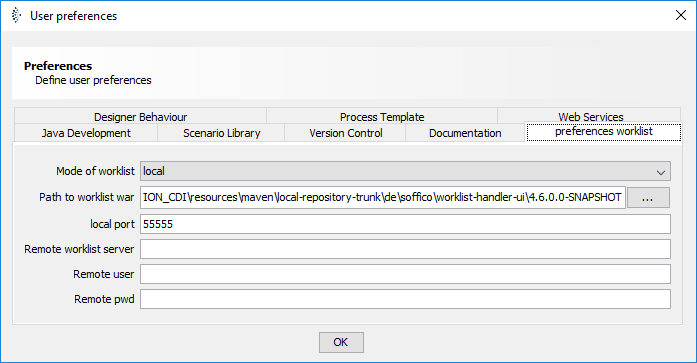 User preferences
Preferences
Define user preferences
Designer Behaviour Process Template Web Services
Java Development Scenario Library Version Control Documentation preferences worklist
Mode of worklist local
Path to worklist war ION_CDI\resources\maven\local-repository-trunk\de\soffico\worklist-handler-ui\4.6.0.0-SNAPSHOT ...
local port 55555
Remote worklist server
Remote user
Remote pwd
OK